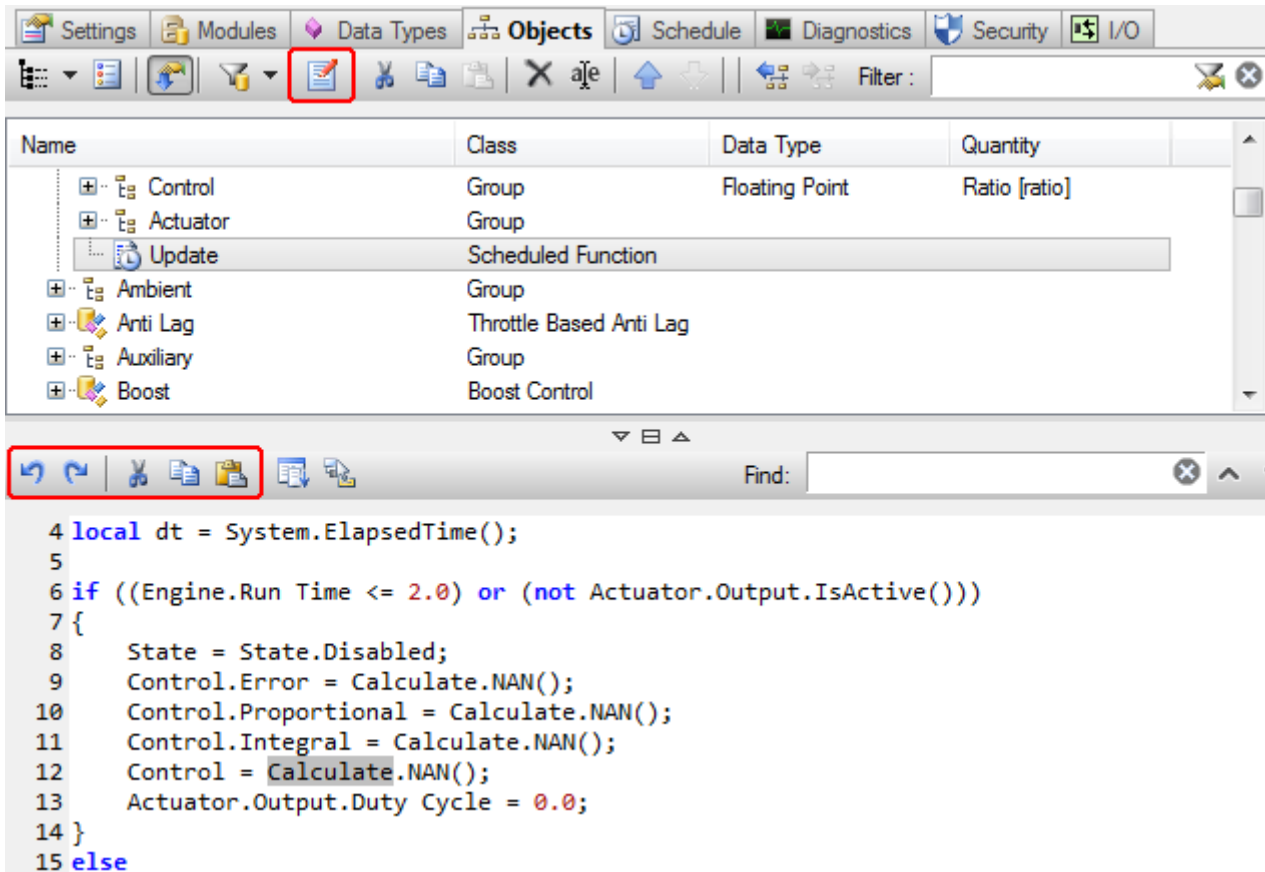 Settings Modules Data Types Objects Schedule Diagnostics Security I/O
Filter :
Name Class Data Type Quantity
Control Group Floating Point Ratio [ratio]
Actuator Group
Update Scheduled Function
Ambient Group
Anti Lag Throttle Based Anti Lag
Auxiliary Group
Boost Boost Control
Find:
4 local dt = System.ElapsedTime();
5
6 if ((Engine.Run Time <= 2.0) or (not Actuator.Output.IsActive()))
7 {
8 State = State.Disabled;
9 Control.Error = Calculate.NAN();
10 Control.Proportional = Calculate.NAN();
11 Control.Integral = Calculate.NAN();
12 Control = Calculate.NAN();
13 Actuator.Output.Duty Cycle = 0.0;
14 }
15 else